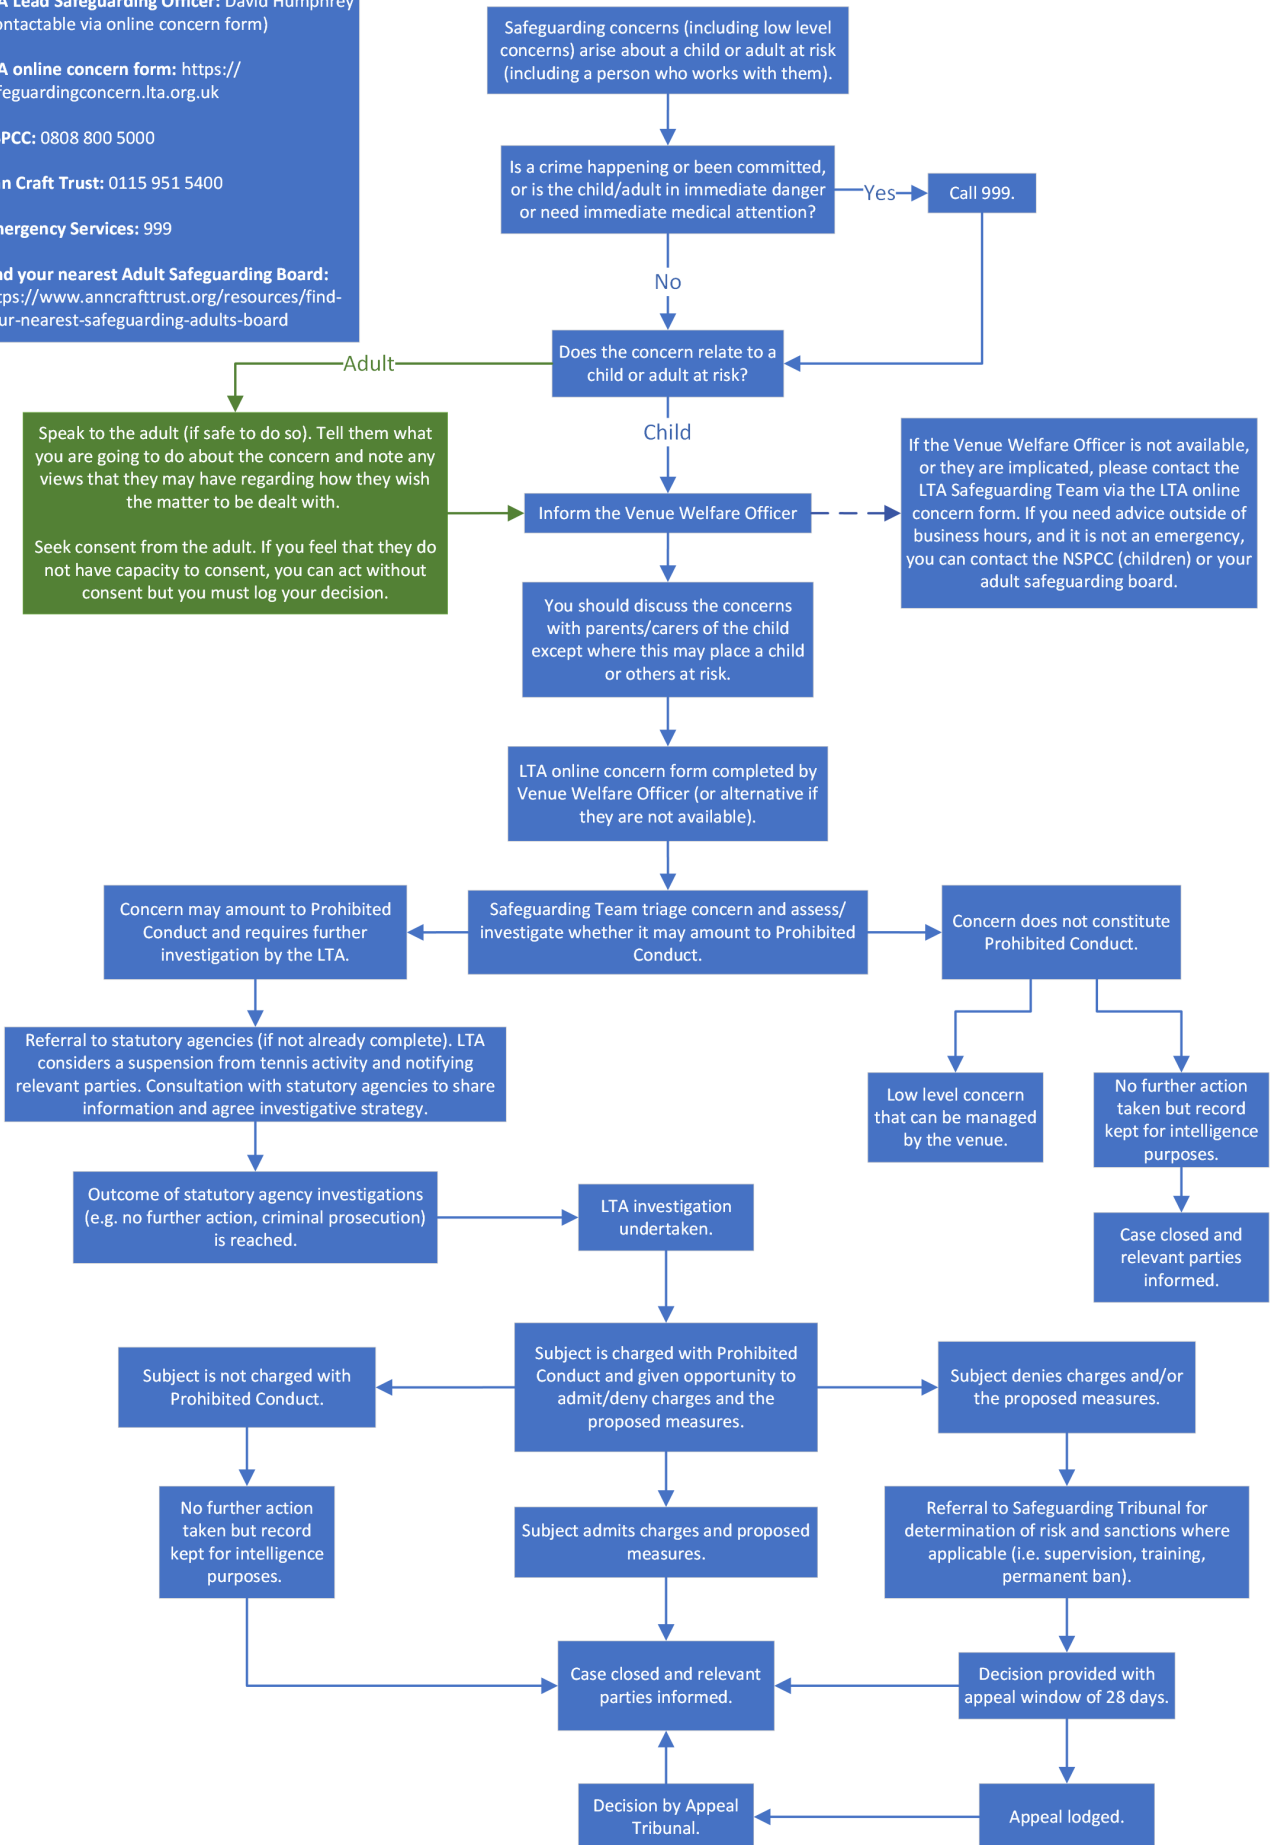 Lead Safeguarding Officer: David Humphrey
contactable via online concern form)
online concern form: https://
safeguardingconcern.lta.org.uk
NSPCC: 0808 800 5000
Ann Craft Trust: 0115 951 5400
Emergency Services: 999
Find your nearest Adult Safeguarding Board:
https://www.anncrafttrust.org/resources/find-
your-nearest-safeguarding-adults-board
Safeguarding concerns (including low level
concerns) arise about a child or adult at risk
(including a person who works with them).
Is a crime happening or been committed,
or is the child/adult in immediate danger
or need immediate medical attention?
Yes
Call 999.
No
Does the concern relate to a
child or adult at risk?
Adult
Speak to the adult (if safe to do so). Tell them what
you are going to do about the concern and note any
views that they may have regarding how they wish
the matter to be dealt with.
Seek consent from the adult. If you feel that they do
not have capacity to consent, you can act without
consent but you must log your decision.
Child
Inform the Venue Welfare Officer
If the Venue Welfare Officer is not available,
or they are implicated, please contact the
LTA Safeguarding Team via the LTA online
concern form. If you need advice outside of
business hours, and it is not an emergency,
you can contact the NSPCC (children) or your
adult safeguarding board.
You should discuss the concerns
with parents/carers of the child
except where this may place a child
or others at risk.
LTA online concern form completed by
Venue Welfare Officer (or alternative if
they are not available).
Safeguarding Team triage concern and assess/
investigate whether it may amount to Prohibited
Conduct.
Concern may amount to Prohibited
Conduct and requires further
investigation by the LTA.
Concern does not constitute
Prohibited Conduct.
Referral to statutory agencies (if not already complete). LTA
considers a suspension from tennis activity and notifying
relevant parties. Consultation with statutory agencies to share
information and agree investigative strategy.
Low level concern
that can be managed
by the venue.
No further action
taken but record
kept for intelligence
purposes.
Outcome of statutory agency investigations
(e.g. no further action, criminal prosecution)
is reached.
LTA investigation
undertaken.
Case closed and
relevant parties
informed.
Subject is not charged with
Prohibited Conduct.
Subject is charged with Prohibited
Conduct and given opportunity to
admit/deny charges and the
proposed measures.
Subject denies charges and/or
the proposed measures.
No further action
taken but record
kept for intelligence
purposes.
Subject admits charges and proposed
measures.
Referral to Safeguarding Tribunal for
determination of risk and sanctions where
applicable (i.e. supervision, training,
permanent ban).
Case closed and relevant
parties informed.
Decision provided with
appeal window of 28 days.
Decision by Appeal
Tribunal.
Appeal lodged.